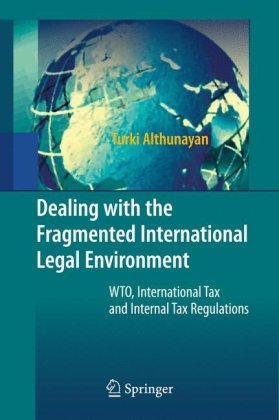 Turki Althunayan
Dealing with the
Fragmented International
Legal Environment
WTO, International Tax
and Internal Tax Regulations
Springer